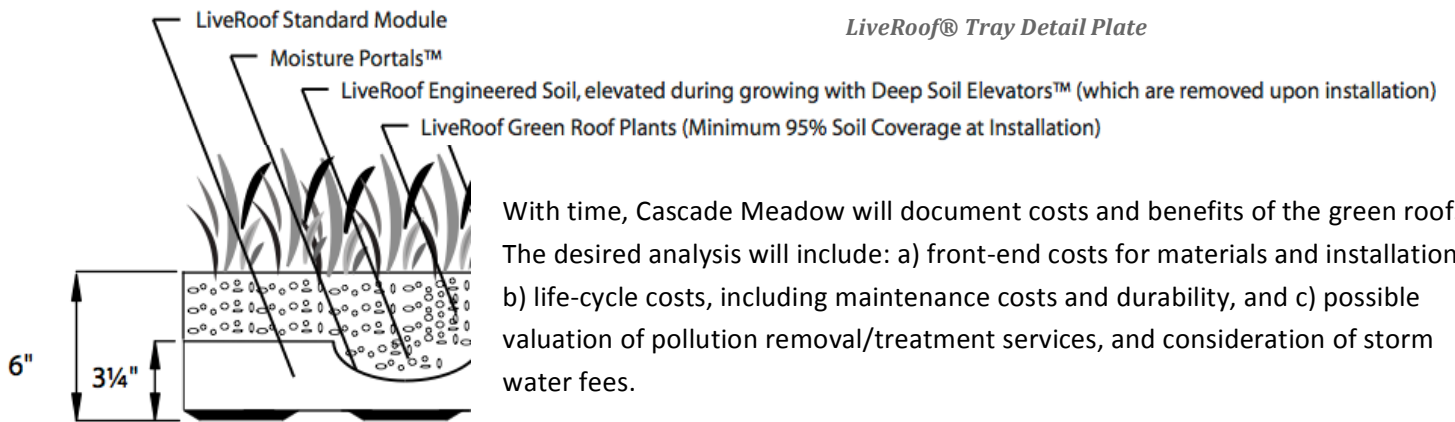 LiveRoof® Tray Detail Plate
LiveRoof Standard Module
Moisture Portals™
LiveRoof Engineered Soil, elevated during growing with Deep Soil Elevators™ (which are removed upon installation)
LiveRoof Green Roof Plants (Minimum 95% Soil Coverage at Installation)
With time, Cascade Meadow will document costs and benefits of the green roof
The desired analysis will include: a) front-end costs for materials and installation
b) life-cycle costs, including maintenance costs and durability, and c) possible
valuation of pollution removal/treatment services, and consideration of storm
water fees.
6"
3¼"